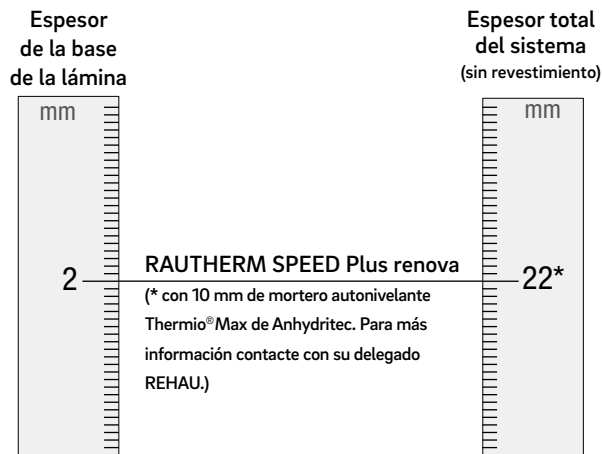 Espesor
de la base
de la lámina
Espesor total
del sistema
(sin revestimiento)
mm
mm
2
RAUTHERM SPEED Plus renova
(* con 10 mm de mortero autonivelante
Thermio® Max de Anhydritec. Para más
información contacte con su delegado
REHAU.)
22*